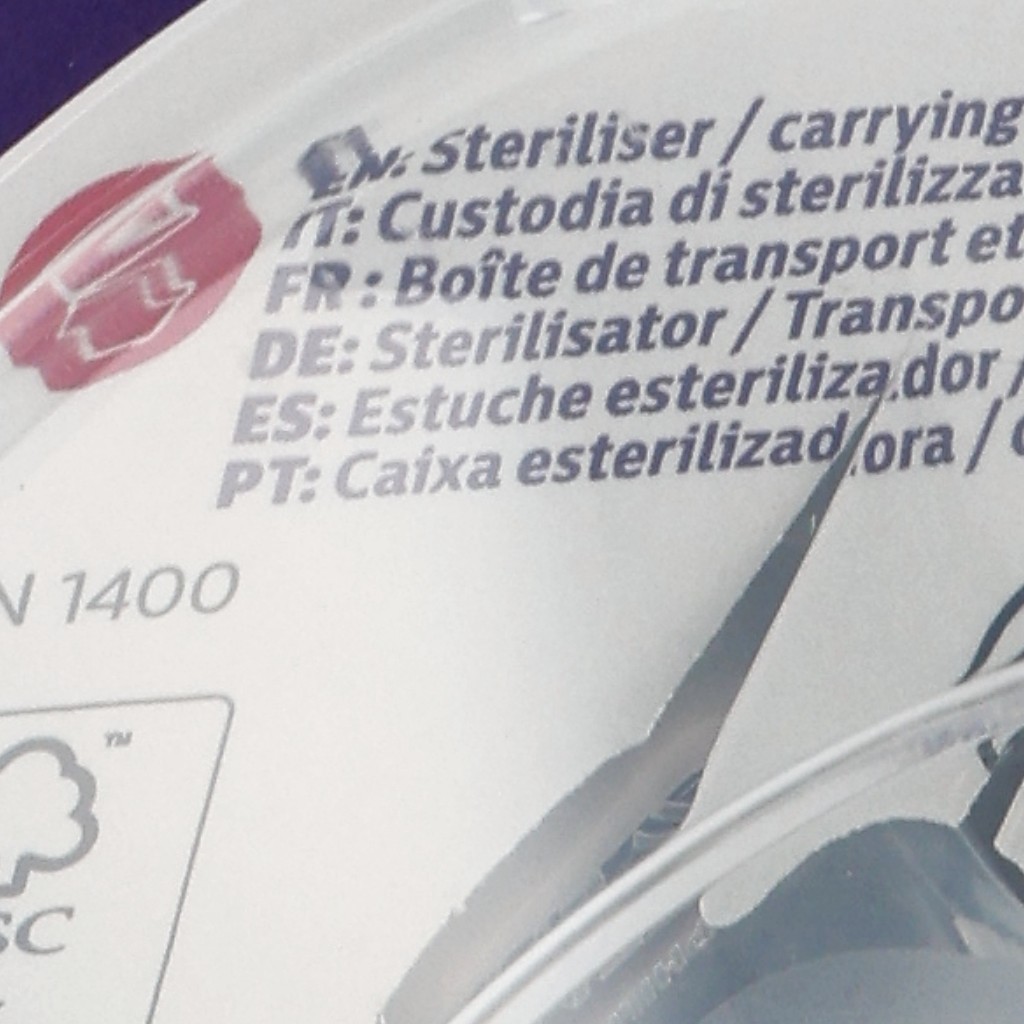 EN: Steriliser / carrying
IT: Custodia di sterilizza
FR : Boîte de transport et
DE: Sterilisator / Transpo
ES: Estuche esterilizador /
PT: Caixa esterilizadora /
N 1400
TM
SC